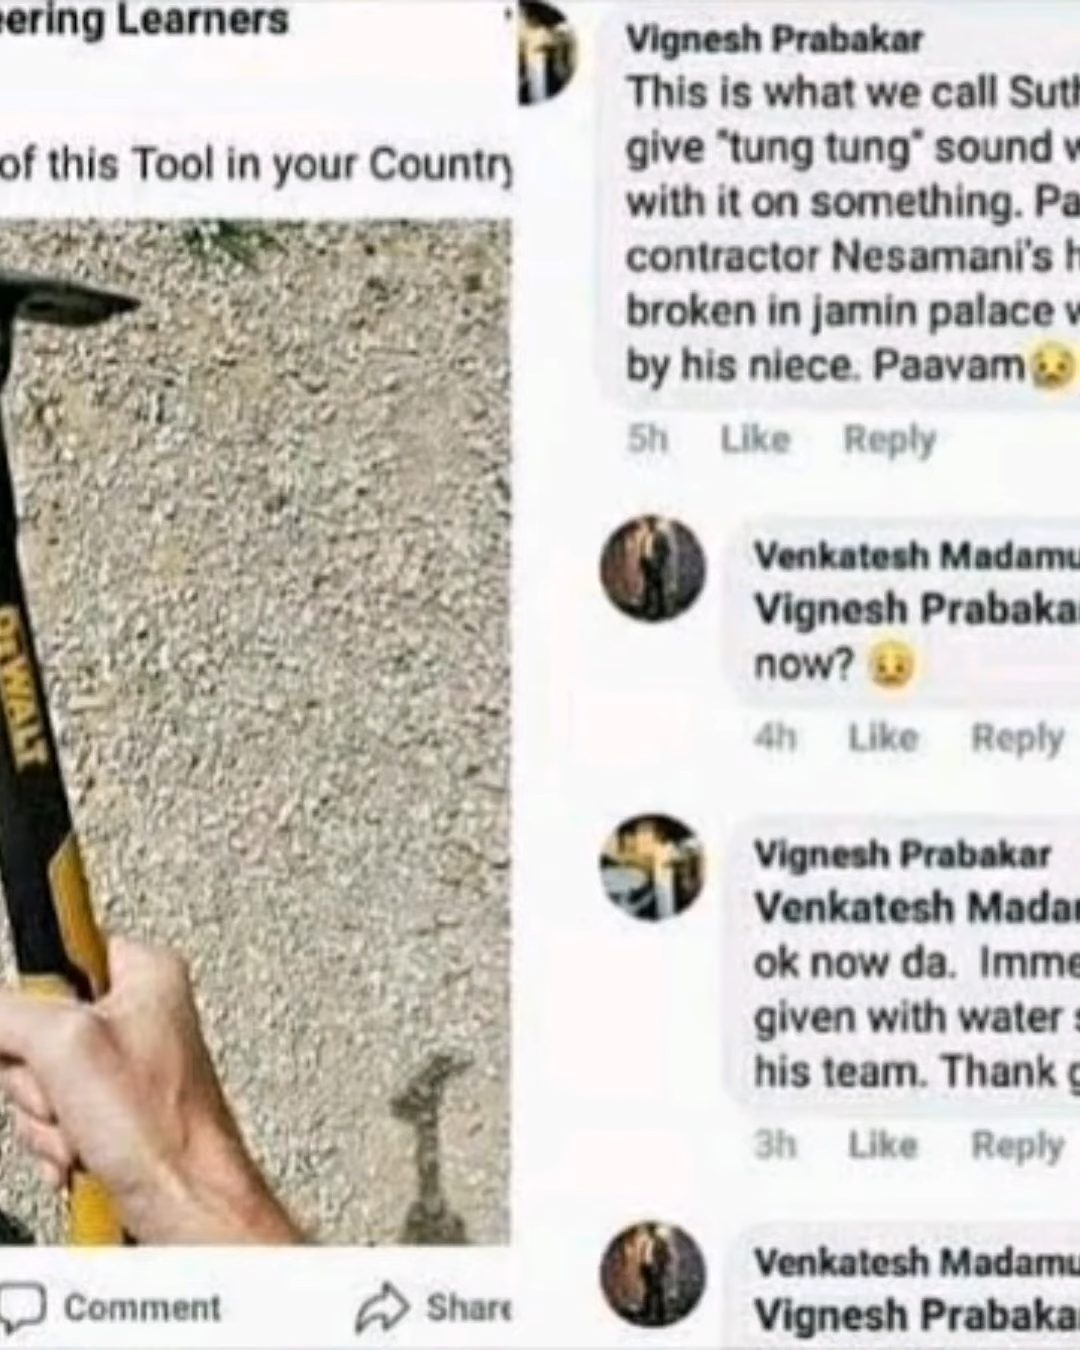 ering Learners
of this Tool in your Country
DEWALT
Comment
Share
Vignesh Prabakar
This is what we call Suth
give "tung tung" sound w
with it on something. Pa
contractor Nesamani's h
broken in jamin palace w
by his niece. Paavam😢
5h Like Reply
Venkatesh Madamu
Vignesh Prabakar
now? 😥
4h Like Reply
Vignesh Prabakar
Venkatesh Madam
ok now da. Imme
given with water s
his team. Thank g
3h Like Reply
Venkatesh Madamu
Vignesh Prabaka